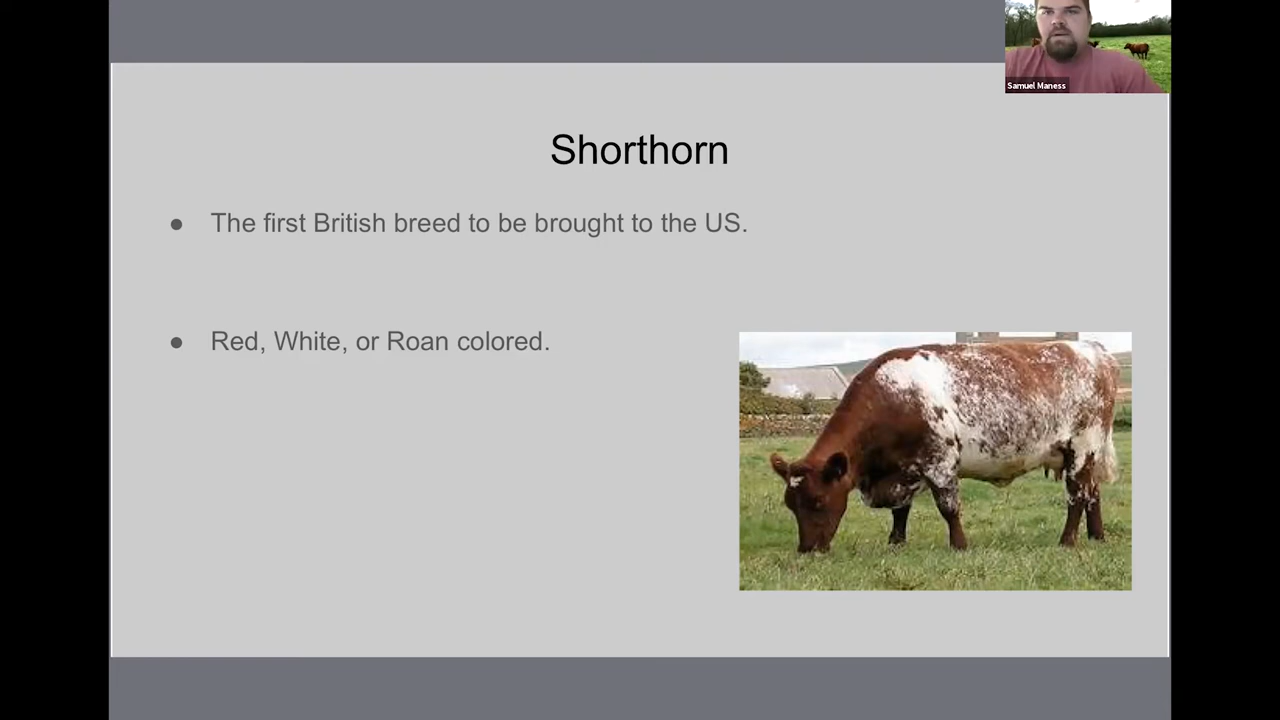 Samuel Maness
Shorthorn
● The first British breed to be brought to the US.
● Red, White, or Roan colored.